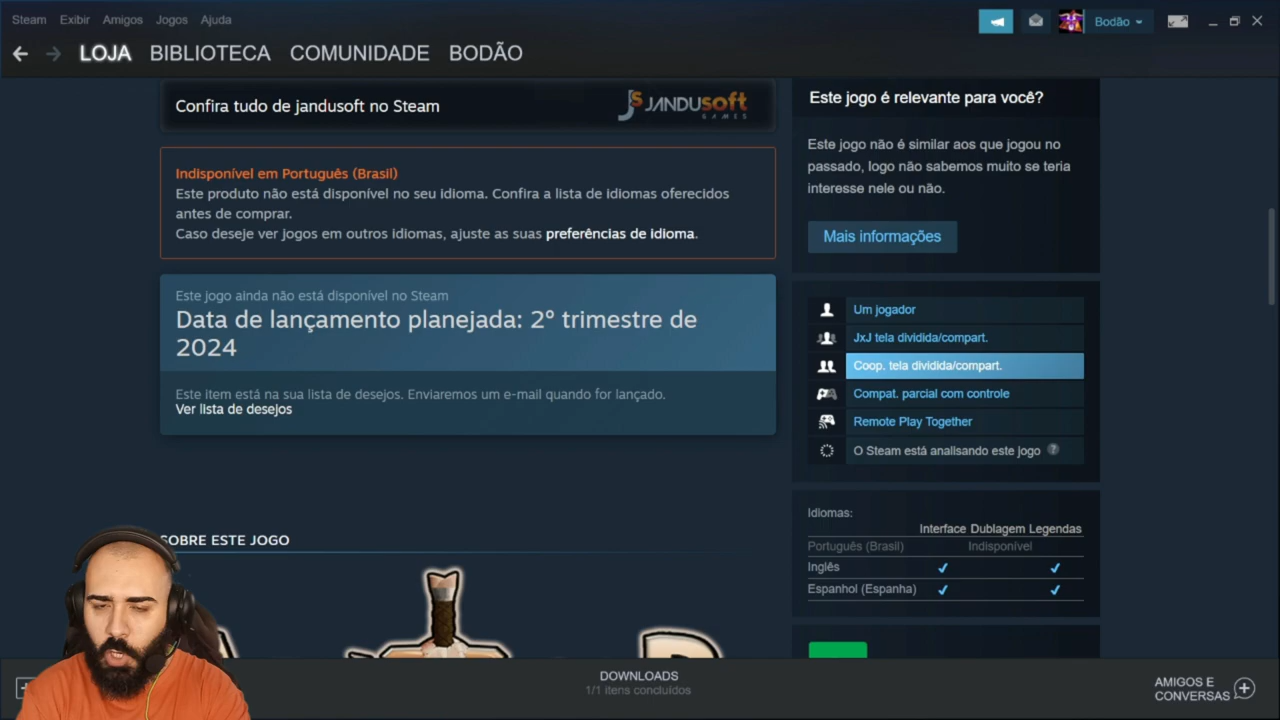 Steam Exibir Amigos Jogos Ajuda
Bodão
LOJA BIBLIOTECA COMUNIDADE BODÃO
Confira tudo de jandusoft no Steam
JS JANDUSOFT
GAMES
Indisponível em Português (Brasil)
Este produto não está disponível no seu idioma. Confira a lista de idiomas oferecidos
antes de comprar.
Caso deseje ver jogos em outros idiomas, ajuste as suas preferências de idioma.
Este jogo ainda não está disponível no Steam
Data de lançamento planejada: 2º trimestre de
2024
Este item está na sua lista de desejos. Enviaremos um e-mail quando for lançado.
Ver lista de desejos
SOBRE ESTE JOGO
Este jogo é relevante para você?
Este jogo não é similar aos que jogou no
passado, logo não sabemos muito se teria
interesse nele ou não.
Mais informações
Um jogador
JxJ tela dividida/compart.
Coop. tela dividida/compart.
Compat. parcial com controle
Remote Play Together
O Steam está analisando este jogo ?
Idiomas:
Interface Dublagem Legendas
Português (Brasil) Indisponível
Inglês ✔ ✔
Espanhol (Espanha) ✔ ✔
DOWNLOADS
1/1 itens concluídos
AMIGOS E
CONVERSAS